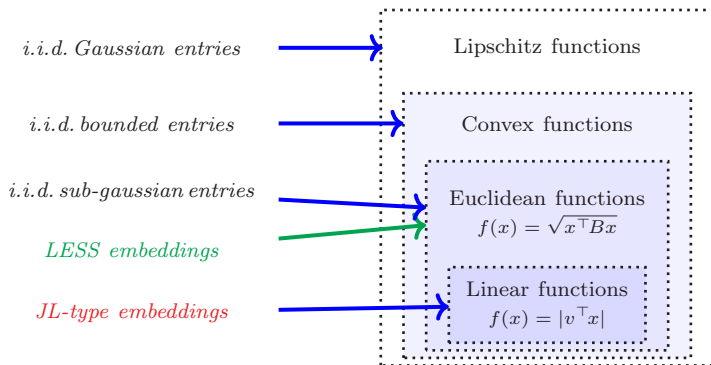 i.i.d. Gaussian entries
Lipschitz functions
i.i.d. bounded entries
Convex functions
i.i.d. sub-gaussian entries
Euclidean functions
f(x) = √x⊤Bx
LESS embeddings
Linear functions
JL-type embeddings
f(x) = |v⊤x|